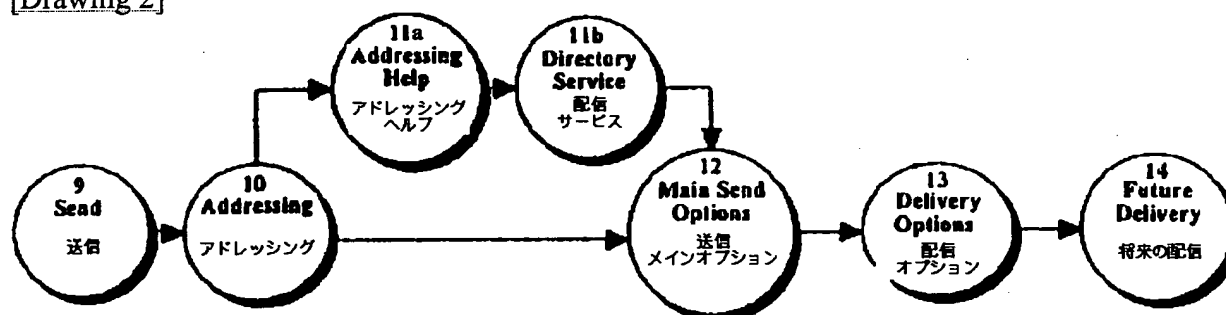 [Drawing 2]
11a
Addressing
Help
アドレッシング
ヘルプ
11b
Directory
Service
配信
サービス
9
Send
送信
10
Addressing
アドレッシング
12
Main Send
Options
送信
メインオプション
13
Delivery
Options
配信
オプション
14
Future
Delivery
将来の配信